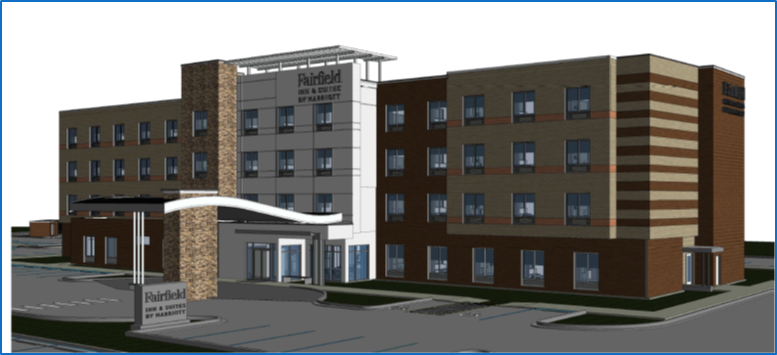 Fairfield
INN & SUITES
BY MARRIOTT
Fairfield
INN & SUITES
BY MARRIOTT